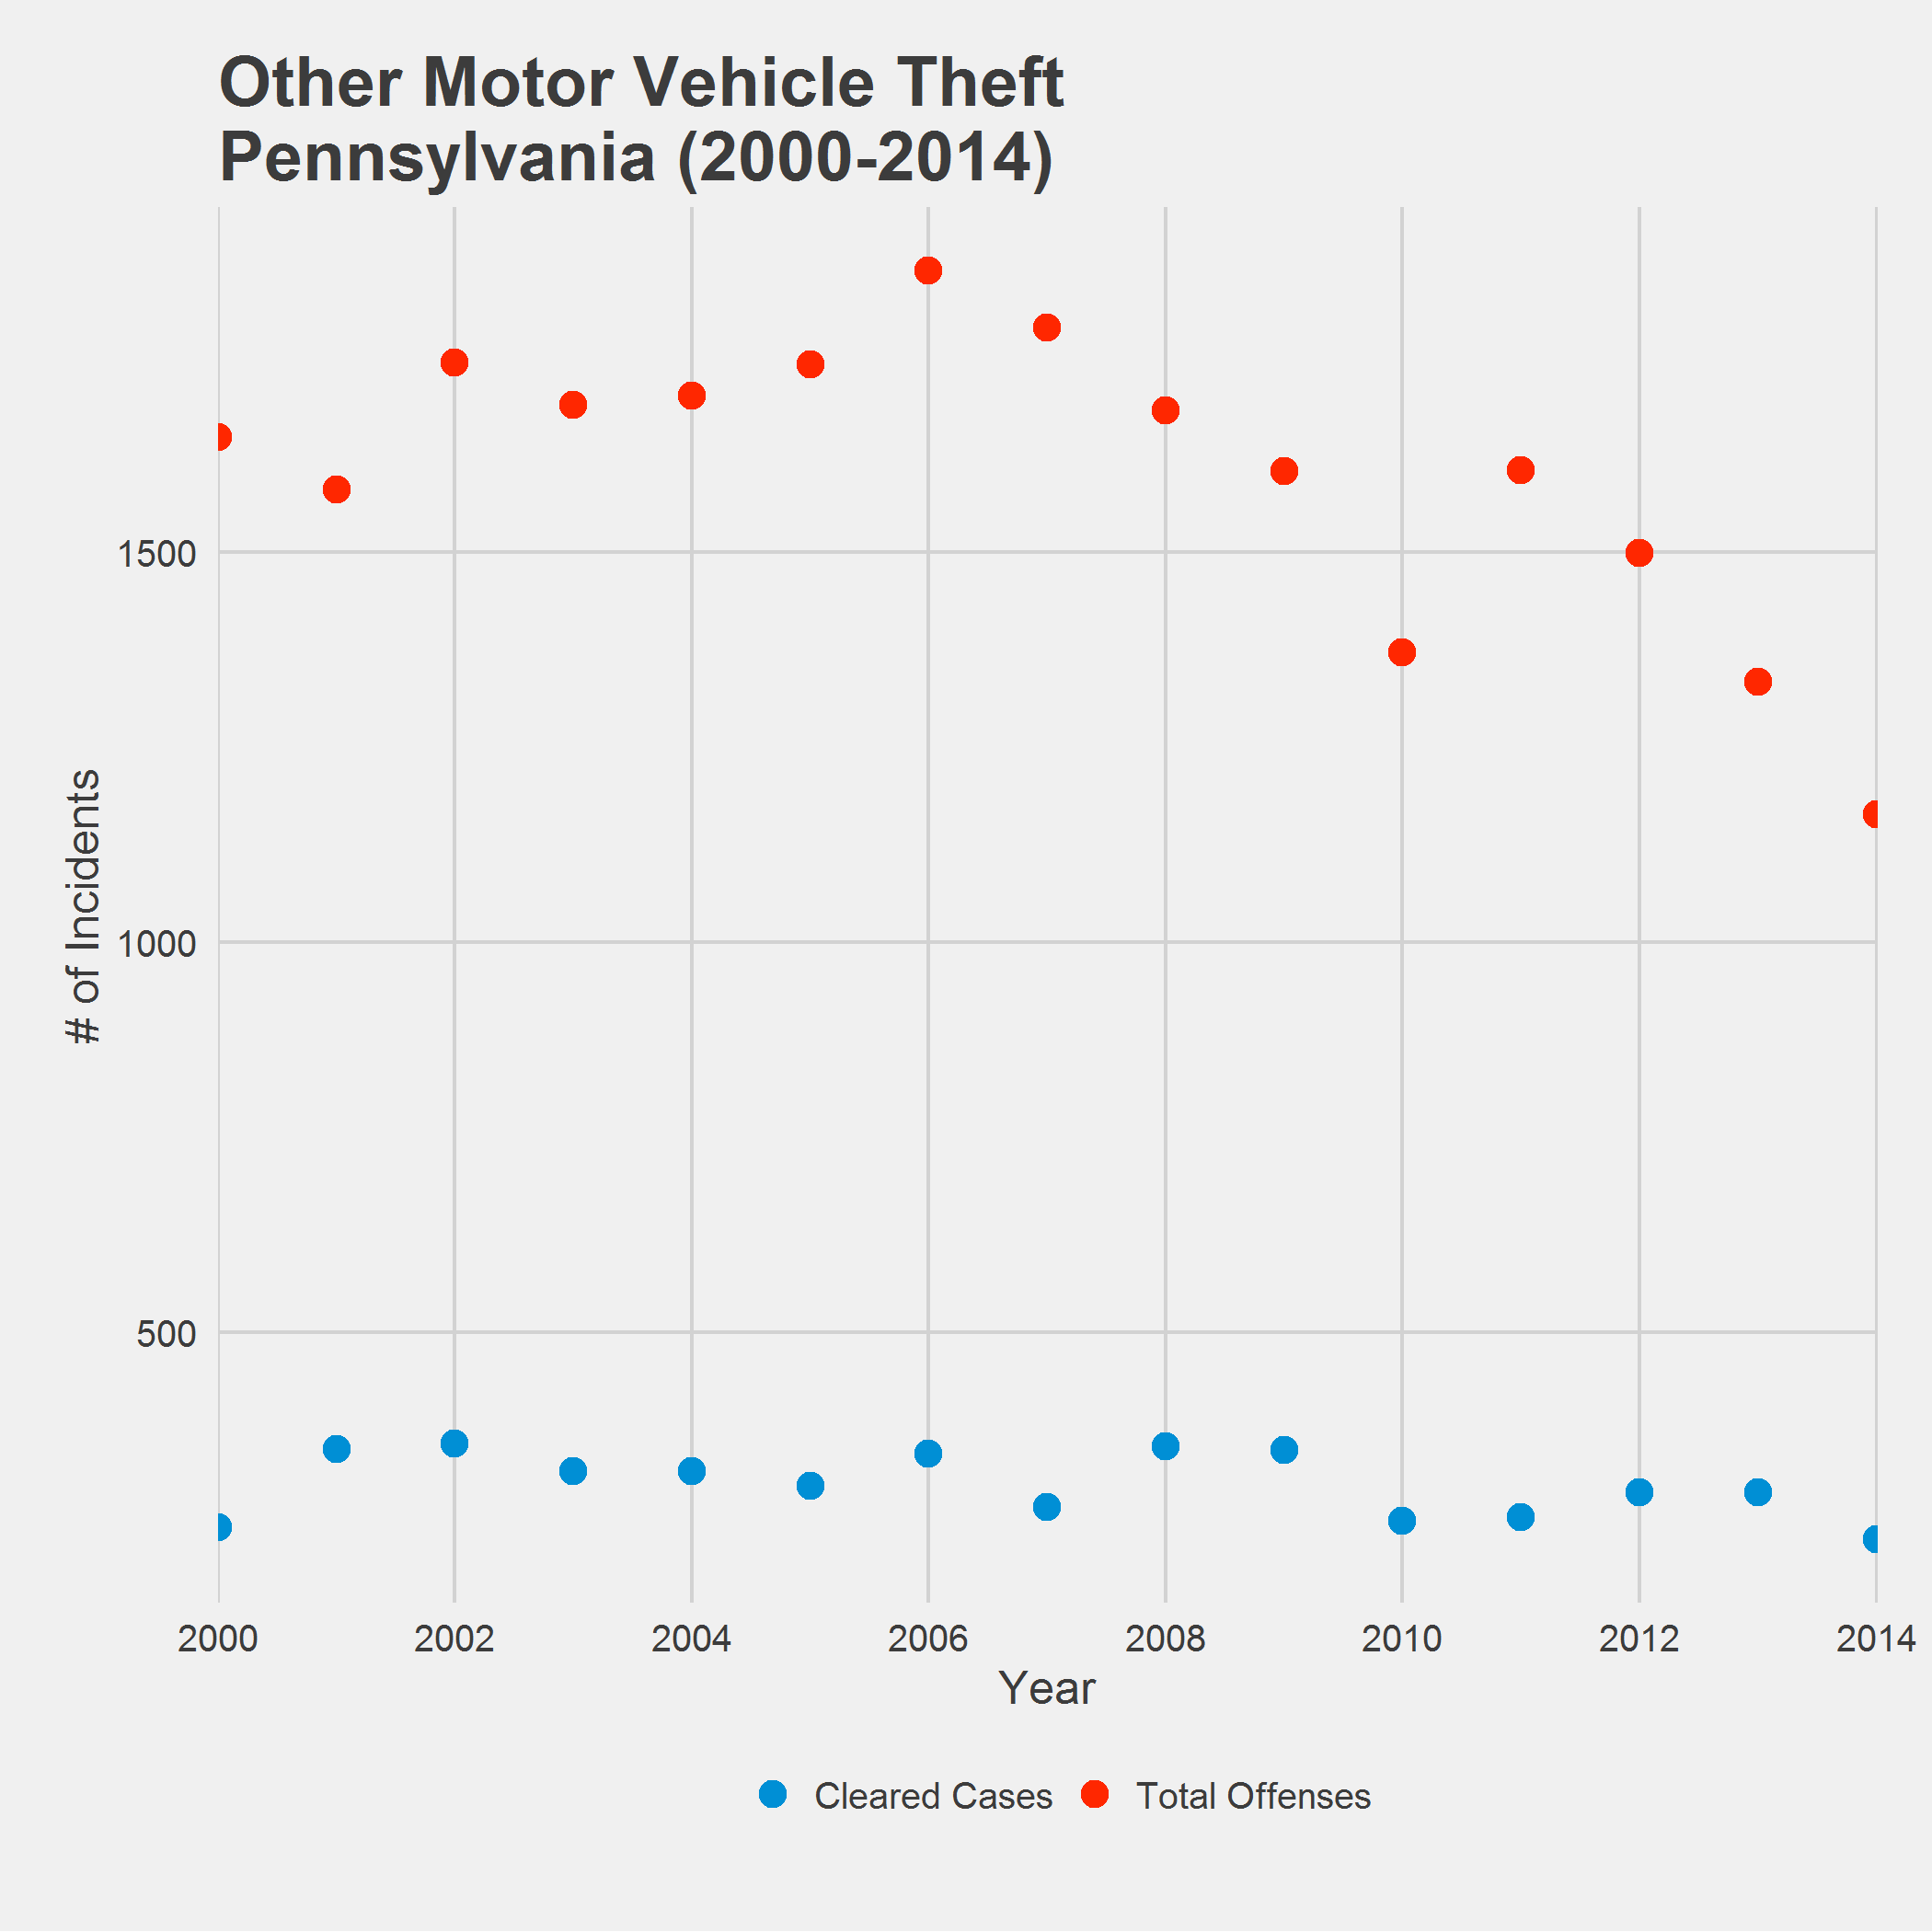 Other Motor Vehicle Theft
Pennsylvania (2000-2014)
# of Incidents
1500
1000
500
2000 2002 2004 2006 2008 2010 2012 2014
Year
Cleared Cases Total Offenses